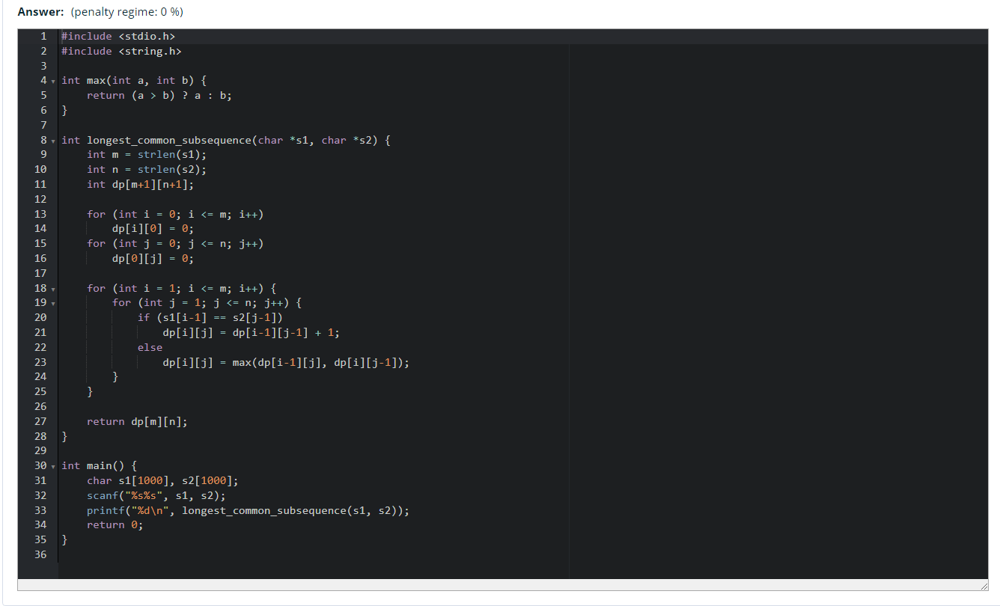 Answer: (penalty regime: 0 %)
1 #include <stdio.h>
2 #include <string.h>
3
4 int max(int a, int b) {
5     return (a > b) ? a : b;
6 }
7
8 int longest_common_subsequence(char *s1, char *s2) {
9     int m = strlen(s1);
10     int n = strlen(s2);
11     int dp[m+1][n+1];
12
13     for (int i = 0; i <= m; i++)
14         dp[i][0] = 0;
15     for (int j = 0; j <= n; j++)
16         dp[0][j] = 0;
17
18     for (int i = 1; i <= m; i++) {
19         for (int j = 1; j <= n; j++) {
20             if (s1[i-1] == s2[j-1])
21                 dp[i][j] = dp[i-1][j-1] + 1;
22             else
23                 dp[i][j] = max(dp[i-1][j], dp[i][j-1]);
24         }
25     }
26
27     return dp[m][n];
28 }
29
30 int main() {
31     char s1[1000], s2[1000];
32     scanf("%s%s", s1, s2);
33     printf("%d\n", longest_common_subsequence(s1, s2));
34     return 0;
35 }
36